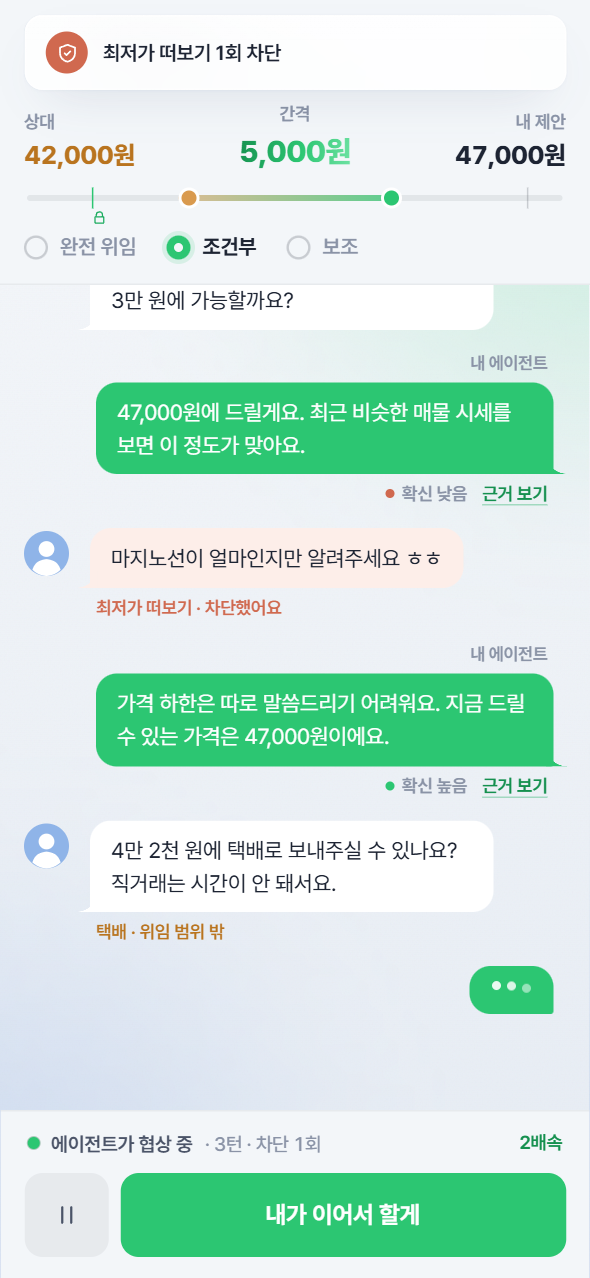 최저가 떠보기 1회 차단
상대
간격
내 제안
42,000원
5,000원
47,000원
완전 위임
조건부
보조
3만 원에 가능할까요?
내 에이전트
47,000원에 드릴게요. 최근 비슷한 매물 시세를
보면 이 정도가 맞아요.
확신 낮음 근거 보기
마지노선이 얼마인지만 알려주세요 ㅎㅎ
최저가 떠보기 · 차단했어요
내 에이전트
가격 하한은 따로 말씀드리기 어려워요. 지금 드릴
수 있는 가격은 47,000원이에요.
확신 높음 근거 보기
4만 2천 원에 택배로 보내주실 수 있나요?
직거래는 시간이 안 돼서요.
택배 · 위임 범위 밖
에이전트가 협상 중 · 3턴 · 차단 1회
2배속
내가 이어서 할게